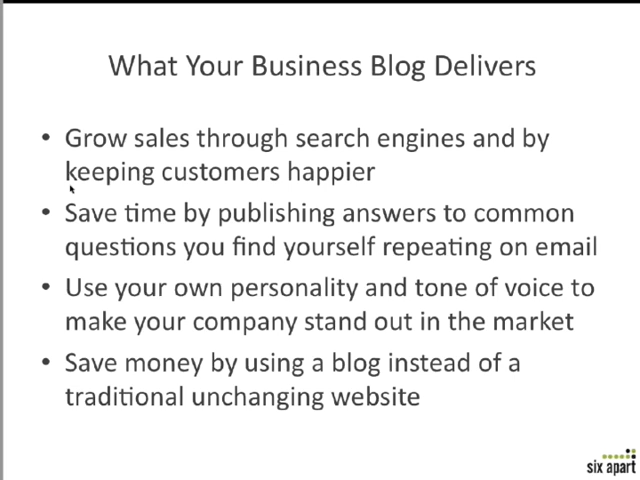 What Your Business Blog Delivers
• Grow sales through search engines and by
keeping customers happier
• Save time by publishing answers to common
questions you find yourself repeating on email
• Use your own personality and tone of voice to
make your company stand out in the market
• Save money by using a blog instead of a
traditional unchanging website
six apart